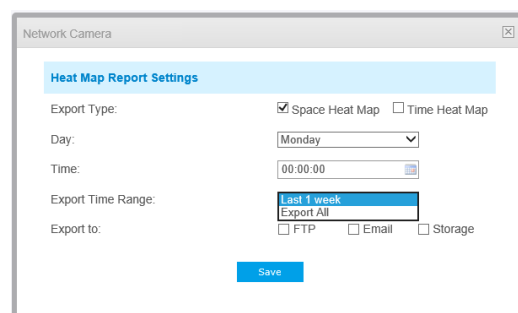 Network Camera
Heat Map Report Settings
Export Type: Space Heat Map Time Heat Map
Day: Monday
Time: 00:00:00
Export Time Range: Last 1 week
Export All
Export to: FTP Email Storage
Save